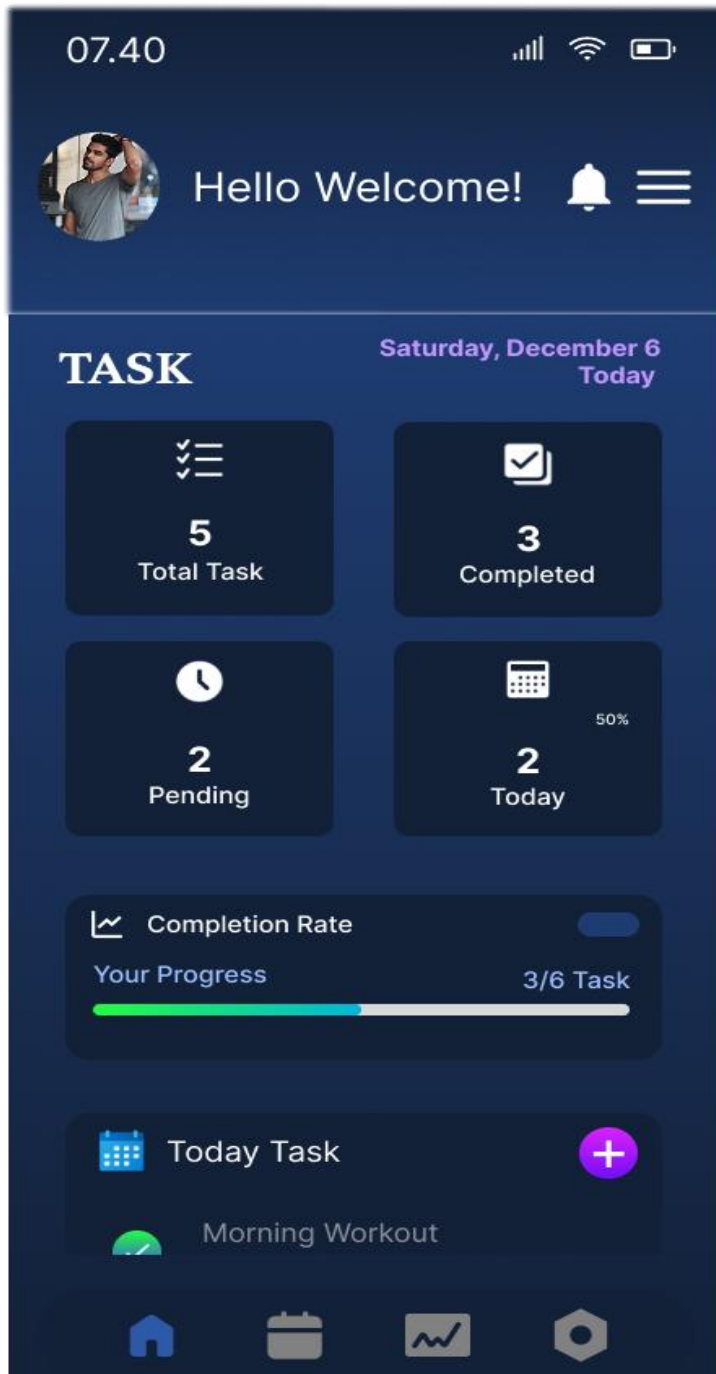 07.40
Hello Welcome!
TASK
Saturday, December 6
Today
5
Total Task
3
Completed
2
Pending
50%
2
Today
Completion Rate
Your Progress
3/6 Task
Today Task
Morning Workout